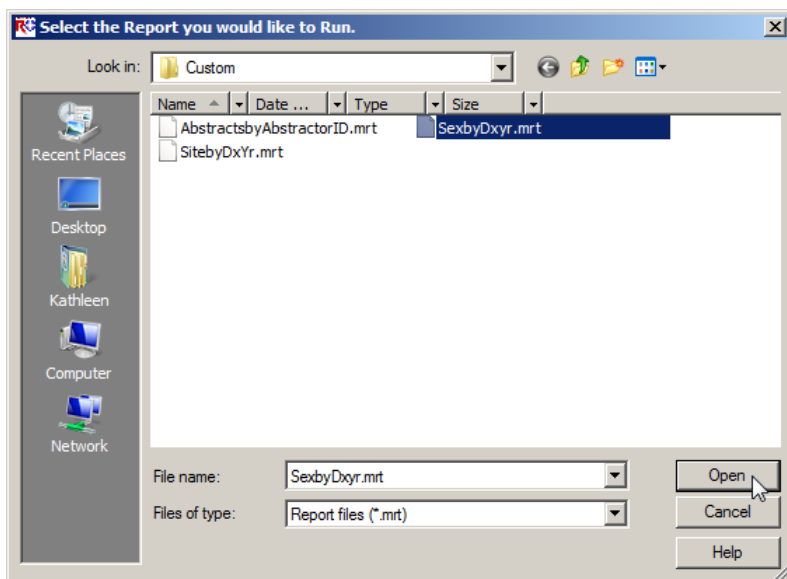 Select the Report you would like to Run.
Look in: Custom
Name Date ... Type Size
AbstractsbyAbstractorID.mrt SexbyDxyr.mrt
SitebyDxYr.mrt
Recent Places
Desktop
Kathleen
Computer
Network
File name: SexbyDxyr.mrt Open
Files of type: Report files (*.mrt) Cancel
Help